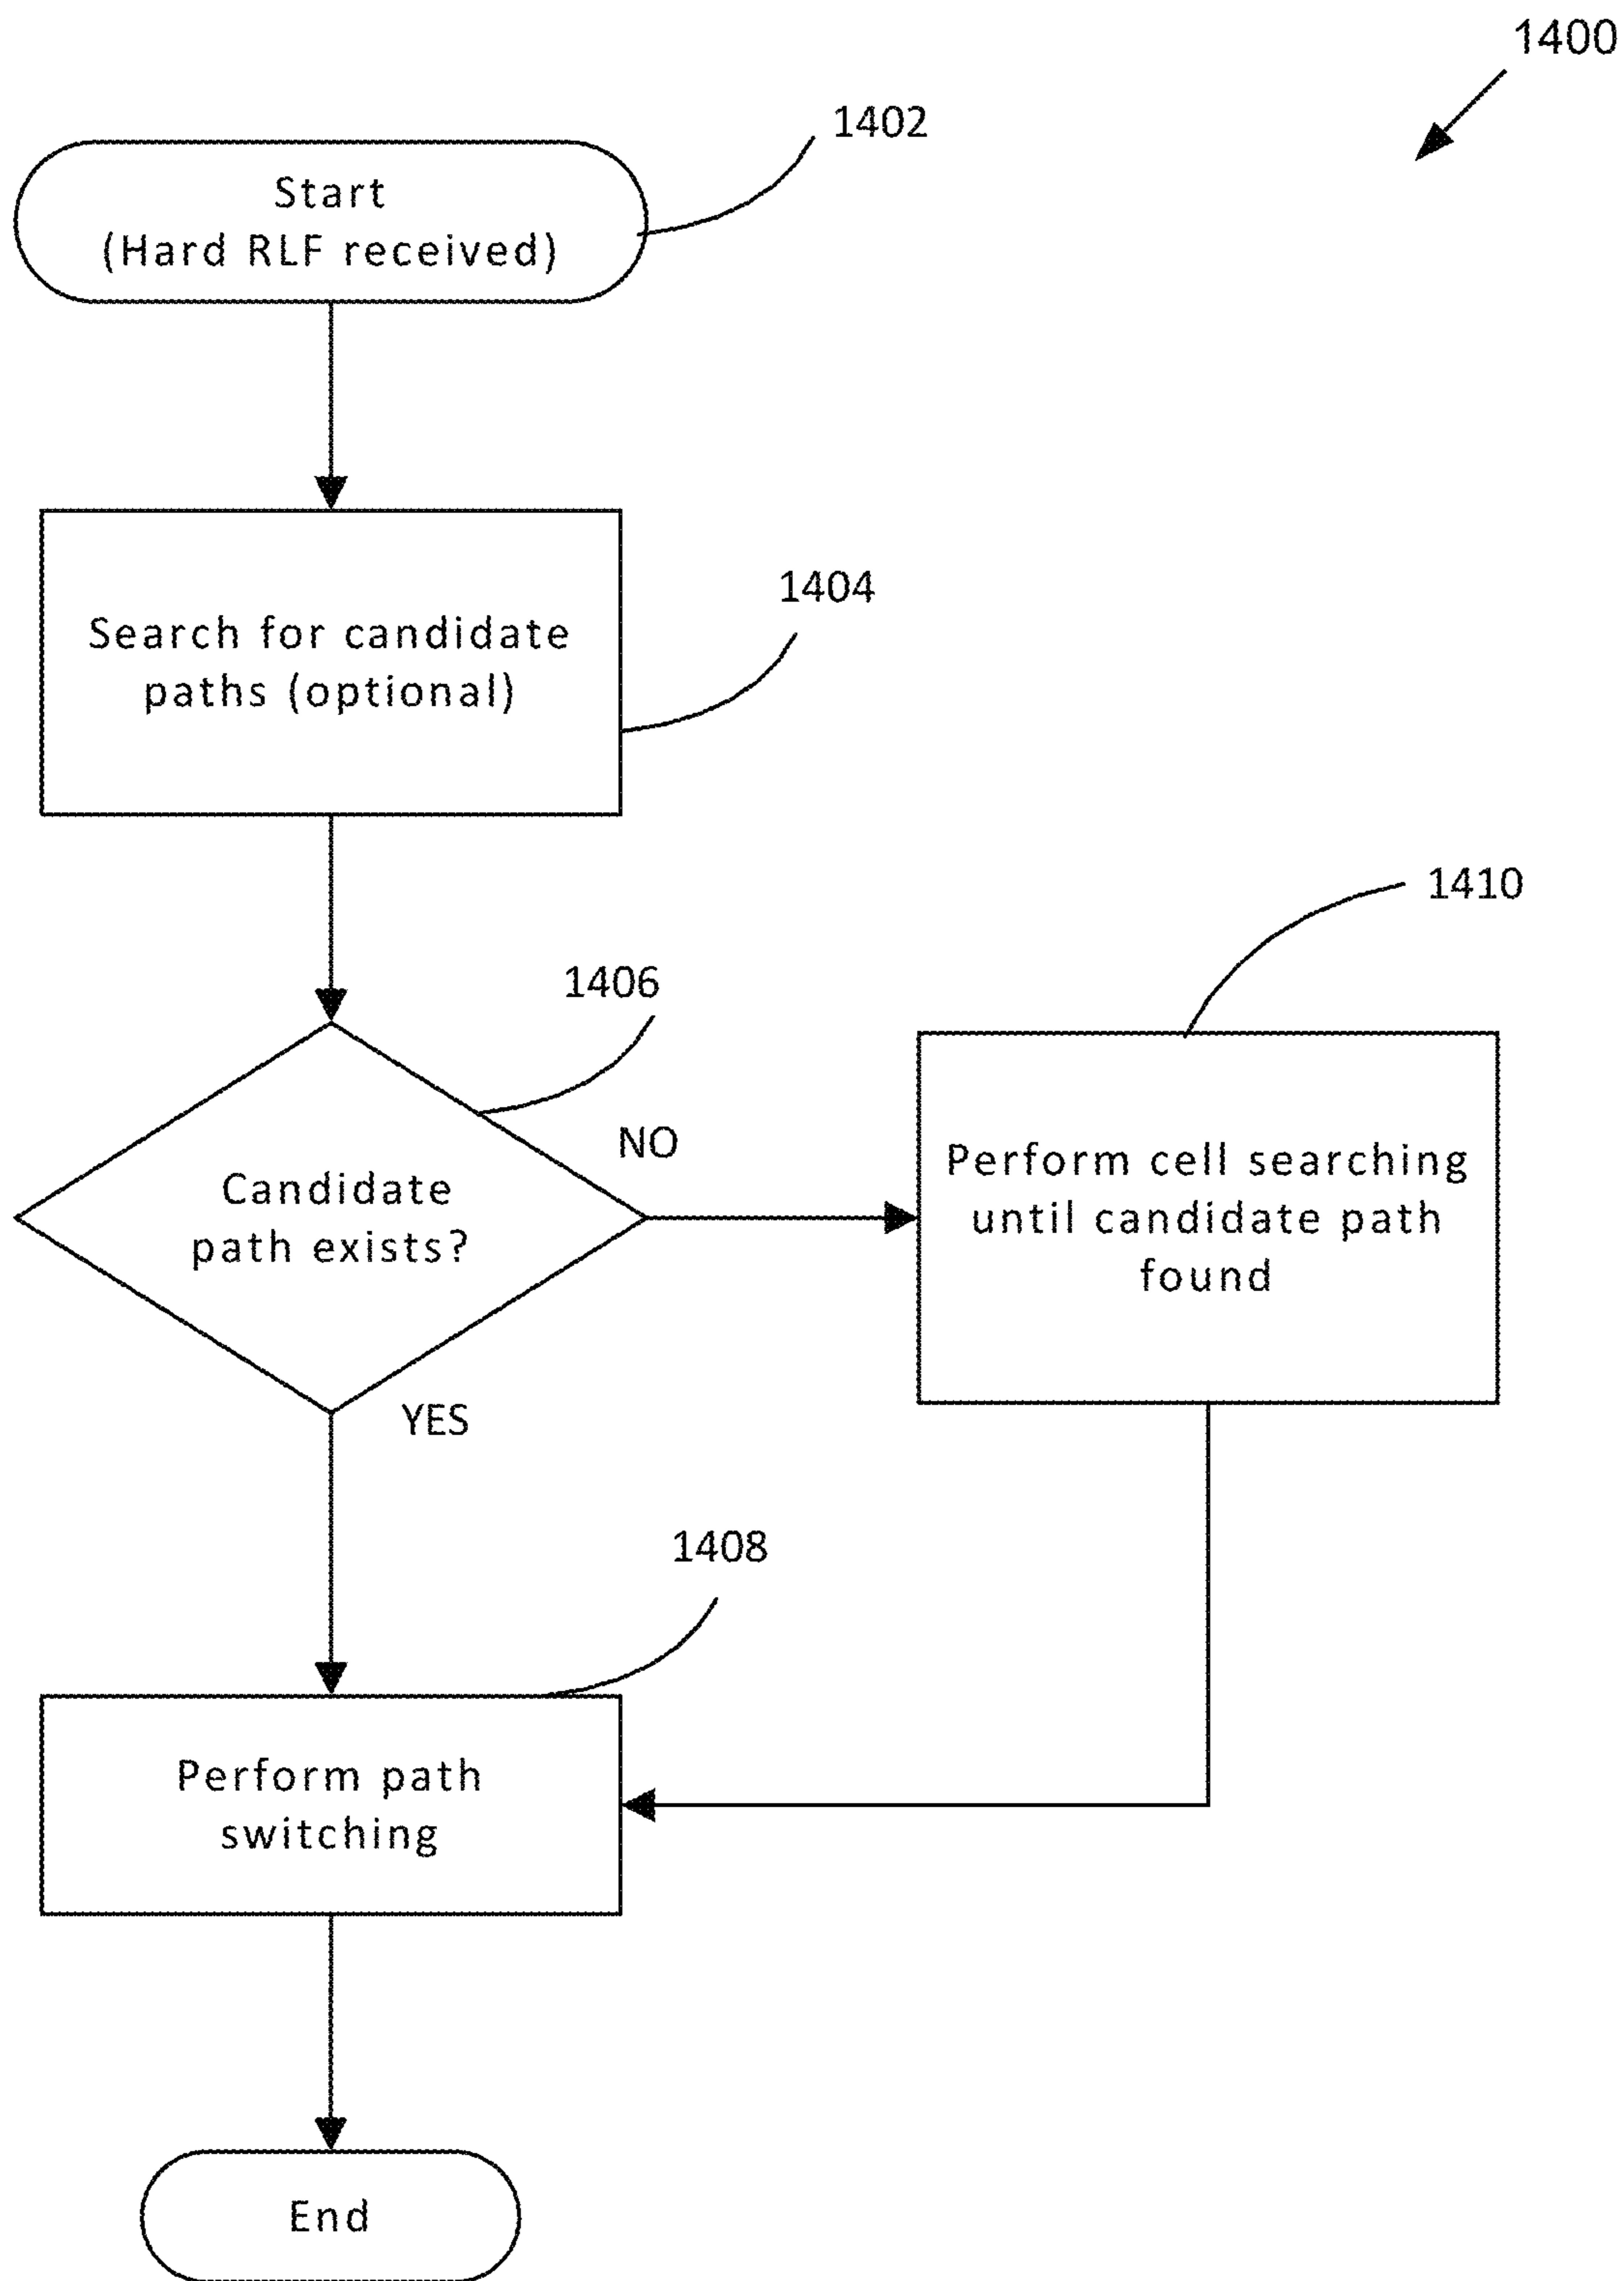 1400
1402
Start
(Hard RLF received)
1404
Search for candidate
paths (optional)
1410
1406
NO
Candidate
path exists?
Perform cell searching
until candidate path
found
YES
1408
Perform path
switching
End